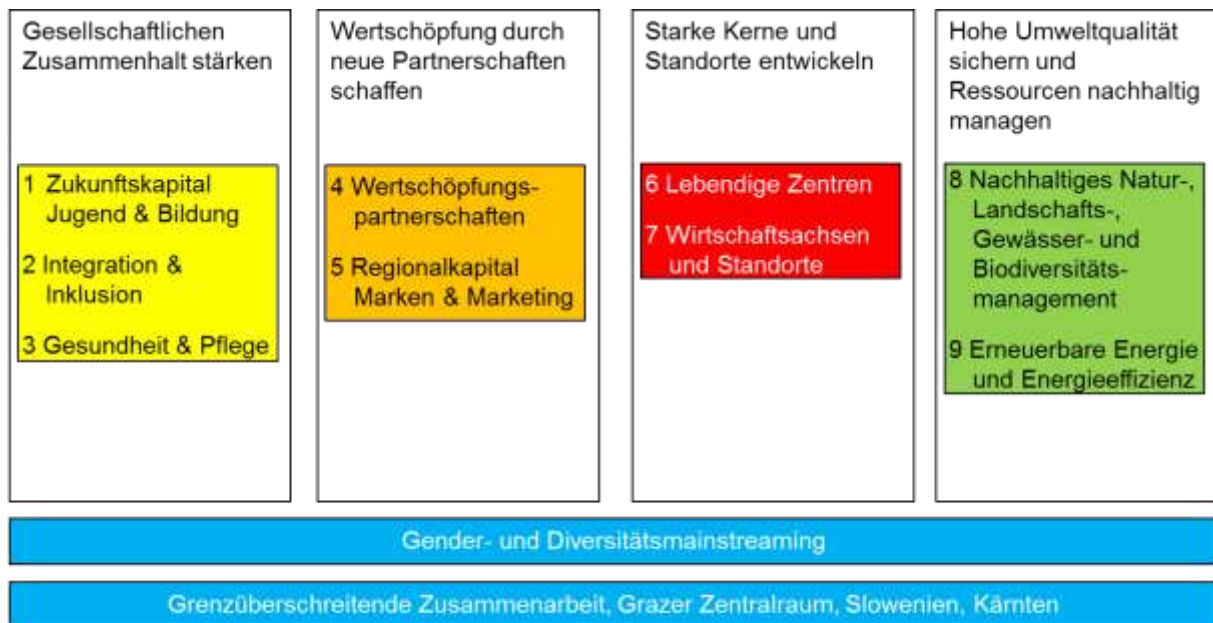 Gesellschaftlichen
Zusammenhalt stärken
1 Zukunftskapital
Jugend & Bildung
2 Integration &
Inklusion
3 Gesundheit & Pflege
Wertschöpfung durch
neue Partnerschaften
schaffen
4 Wertschöpfungs-
partnerschaften
5 Regionalkapital
Marken & Marketing
Starke Kerne und
Standorte entwickeln
6 Lebendige Zentren
7 Wirtschaftsachsen
und Standorte
Hohe Umweltqualität
sichern und
Ressourcen nachhaltig
managen
8 Nachhaltiges Natur-,
Landschafts-,
Gewässer- und
Biodiversitäts-
management
9 Erneuerbare Energie
und Energieeffizienz
Gender- und Diversitätsmainstreaming
Grenzüberschreitende Zusammenarbeit, Grazer Zentralraum, Slowenien, Kärnten